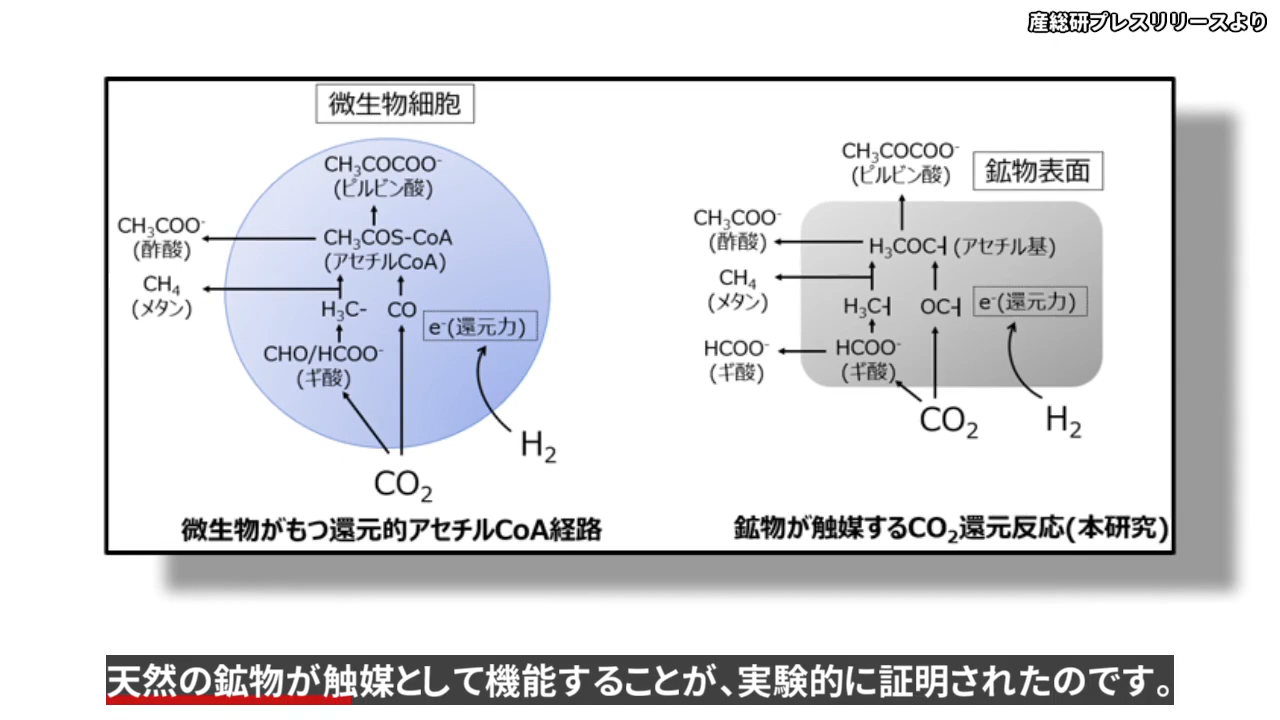 産総研プレスリリースより
微生物細胞
CH₃COCOO⁻
(ピルビン酸)
CH₃COO⁻
(酢酸)
CH₃COS-CoA
(アセチルCoA)
CH₄
(メタン)
H₃C-
CO
e⁻(還元力)
CHO/HCOO⁻
(ギ酸)
H₂
CO₂
微生物がもつ還元的アセチルCoA経路
CH₃COCOO⁻
(ピルビン酸)
鉱物表面
CH₃COO⁻
(酢酸)
H₃COC┤(アセチル基)
CH₄
(メタン)
H₃C┤
OC┤
e⁻(還元力)
HCOO⁻
(ギ酸)
HCOO⁻
(ギ酸)
CO₂
H₂
鉱物が触媒するCO₂還元反応(本研究)
天然の鉱物が触媒として機能することが、実験的に証明されたのです。